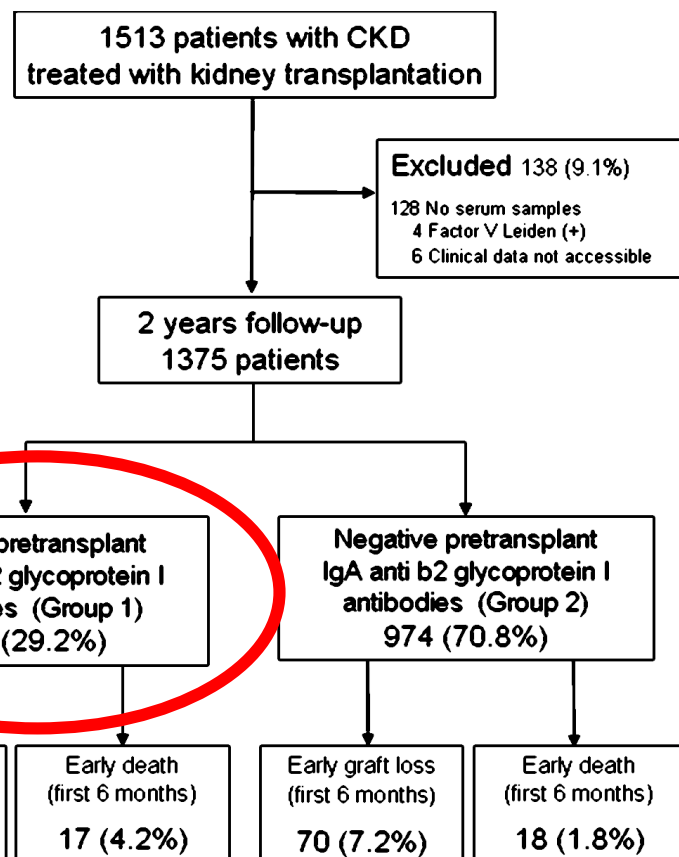 1513 patients with CKD
treated with kidney transplantation
Excluded 138 (9.1%)
128 No serum samples
4 Factor V Leiden (+)
6 Clinical data not accessible
2 years follow-up
1375 patients
pretransplant
2 glycoprotein I
es (Group 1)
(29.2%)
Negative pretransplant
IgA anti b2 glycoprotein I
antibodies (Group 2)
974 (70.8%)
Early death
(first 6 months)
17 (4.2%)
Early graft loss
(first 6 months)
70 (7.2%)
Early death
(first 6 months)
18 (1.8%)